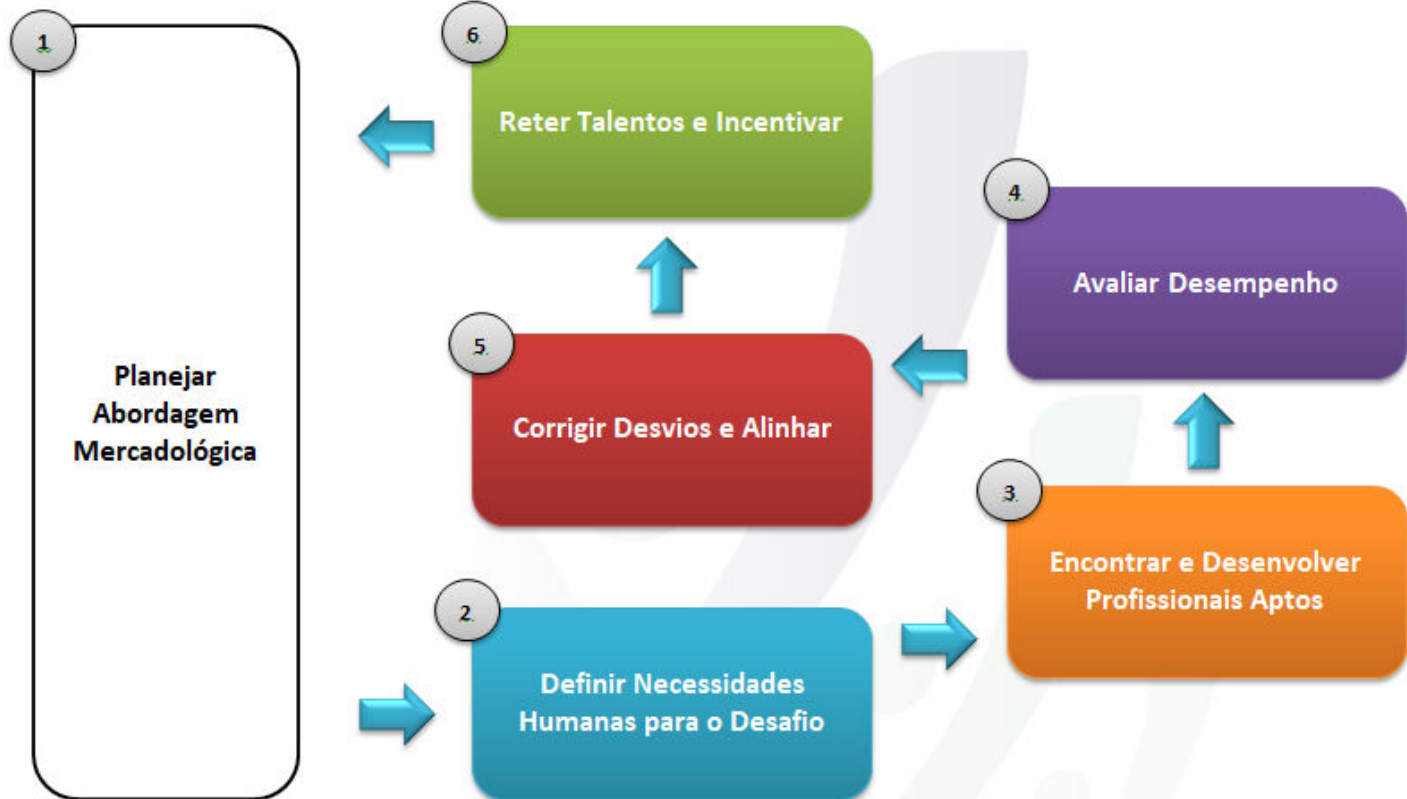 1
Planejar
Abordagem
Mercadológica
6
Reter Talentos e Incentivar
4
Avaliar Desempenho
5
Corrigir Desvios e Alinhar
3
Encontrar e Desenvolver
Profissionais Aptos
2
Definir Necessidades
Humanas para o Desafio